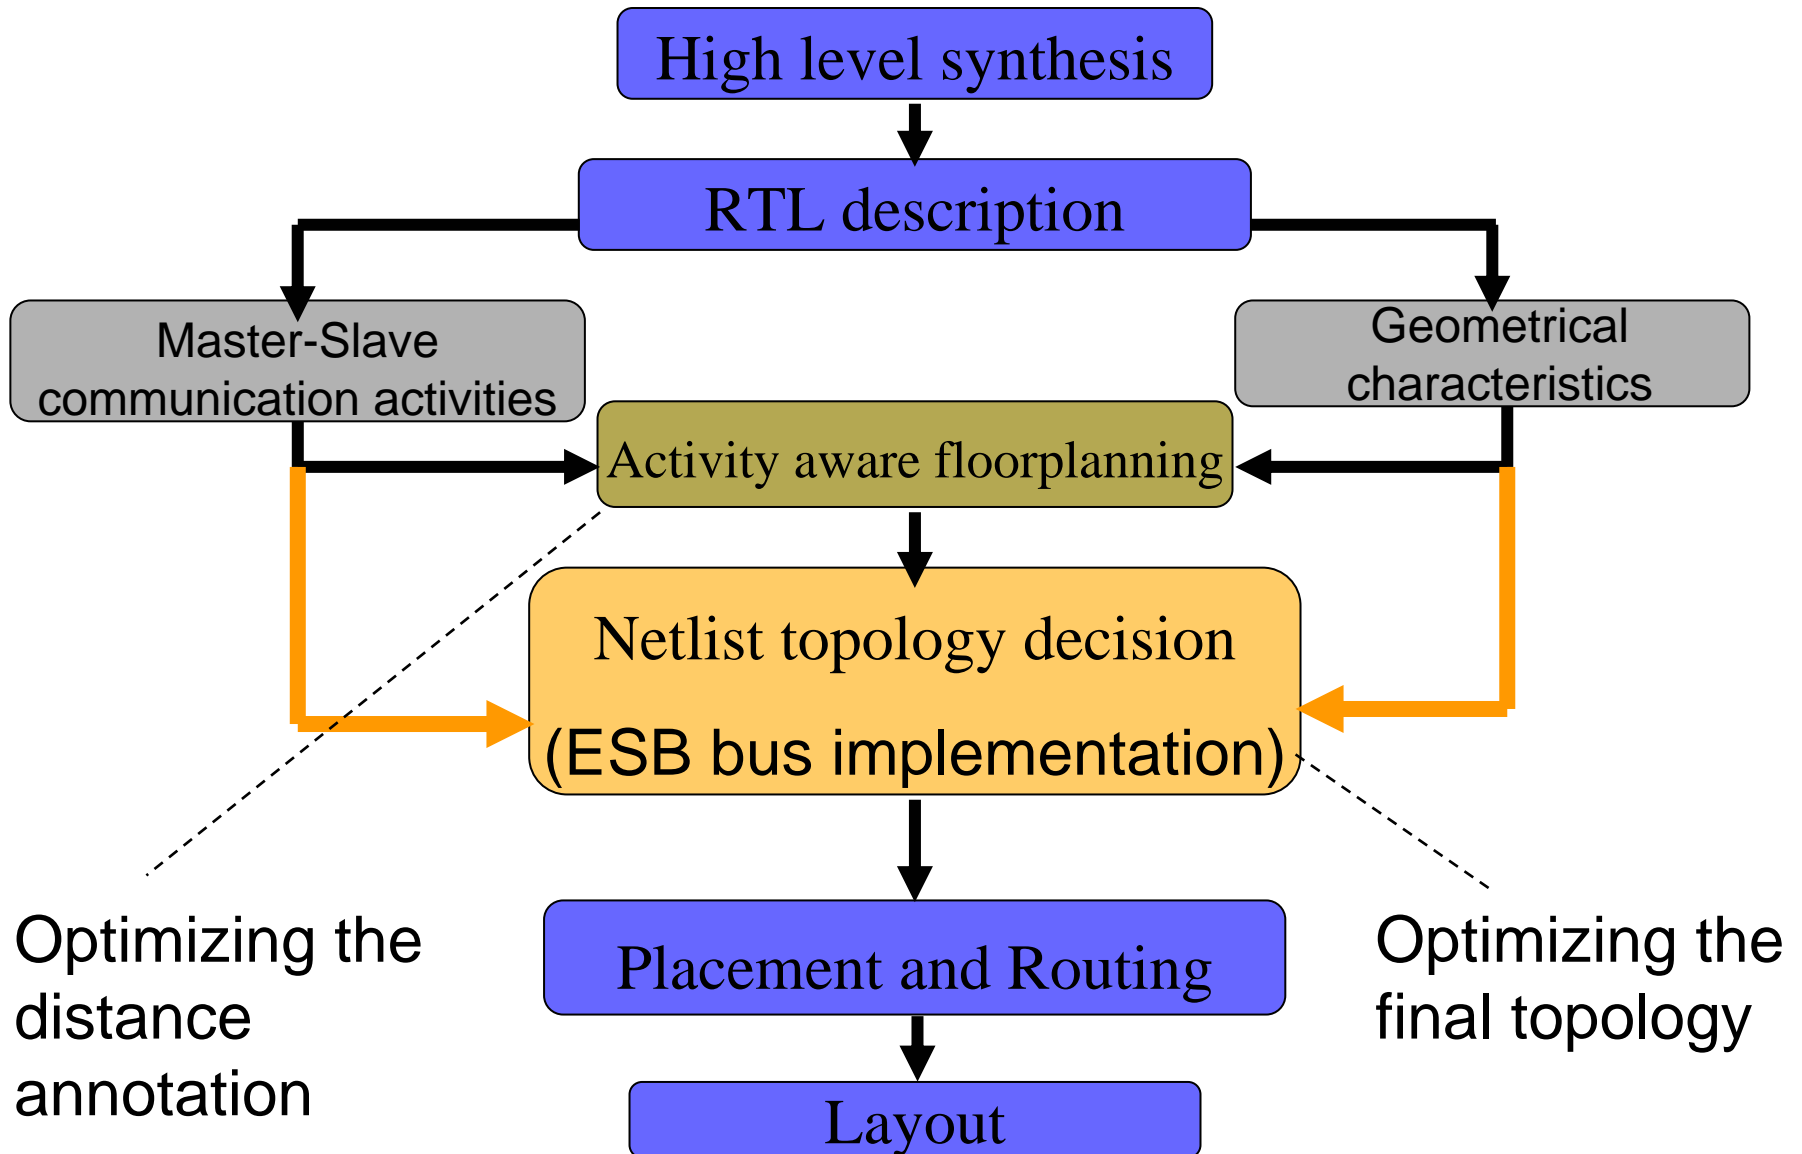 High level synthesis
RTL description
Master-Slave
communication activities
Geometrical
characteristics
Activity aware floorplanning
Netlist topology decision
(ESB bus implementation)
Optimizing the
distance
annotation
Placement and Routing
Optimizing the
final topology
Layout